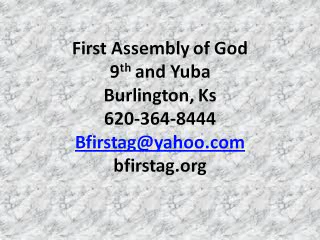 First Assembly of God
9th and Yuba
Burlington, Ks
620-364-8444
Bfirstag@yahoo.com
bfirstag.org